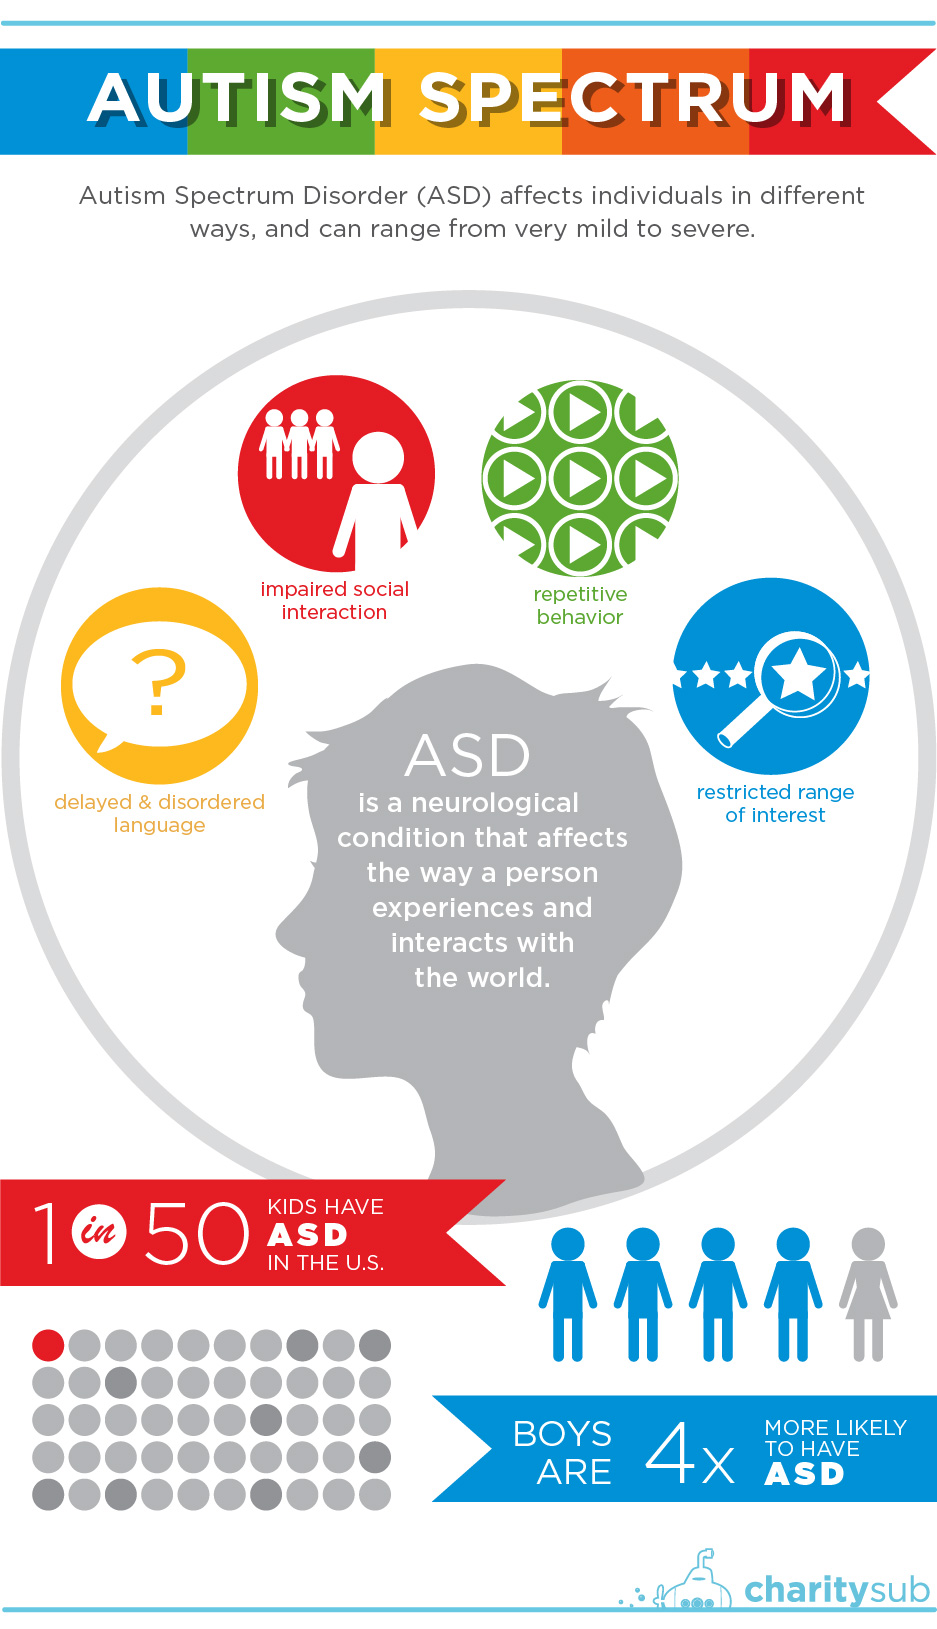 AUTISM SPECTRUM
Autism Spectrum Disorder (ASD) affects individuals in different
ways, and can range from very mild to severe.
impaired social
interaction
repetitive
behavior
?
delayed & disordered
language
restricted range
of interest
ASD
is a neurological
condition that affects
the way a person
experiences and
interacts with
the world.
1 in 50
KIDS HAVE
ASD
IN THE U.S.
BOYS
ARE
4x
MORE LIKELY
TO HAVE
ASD
charitysub